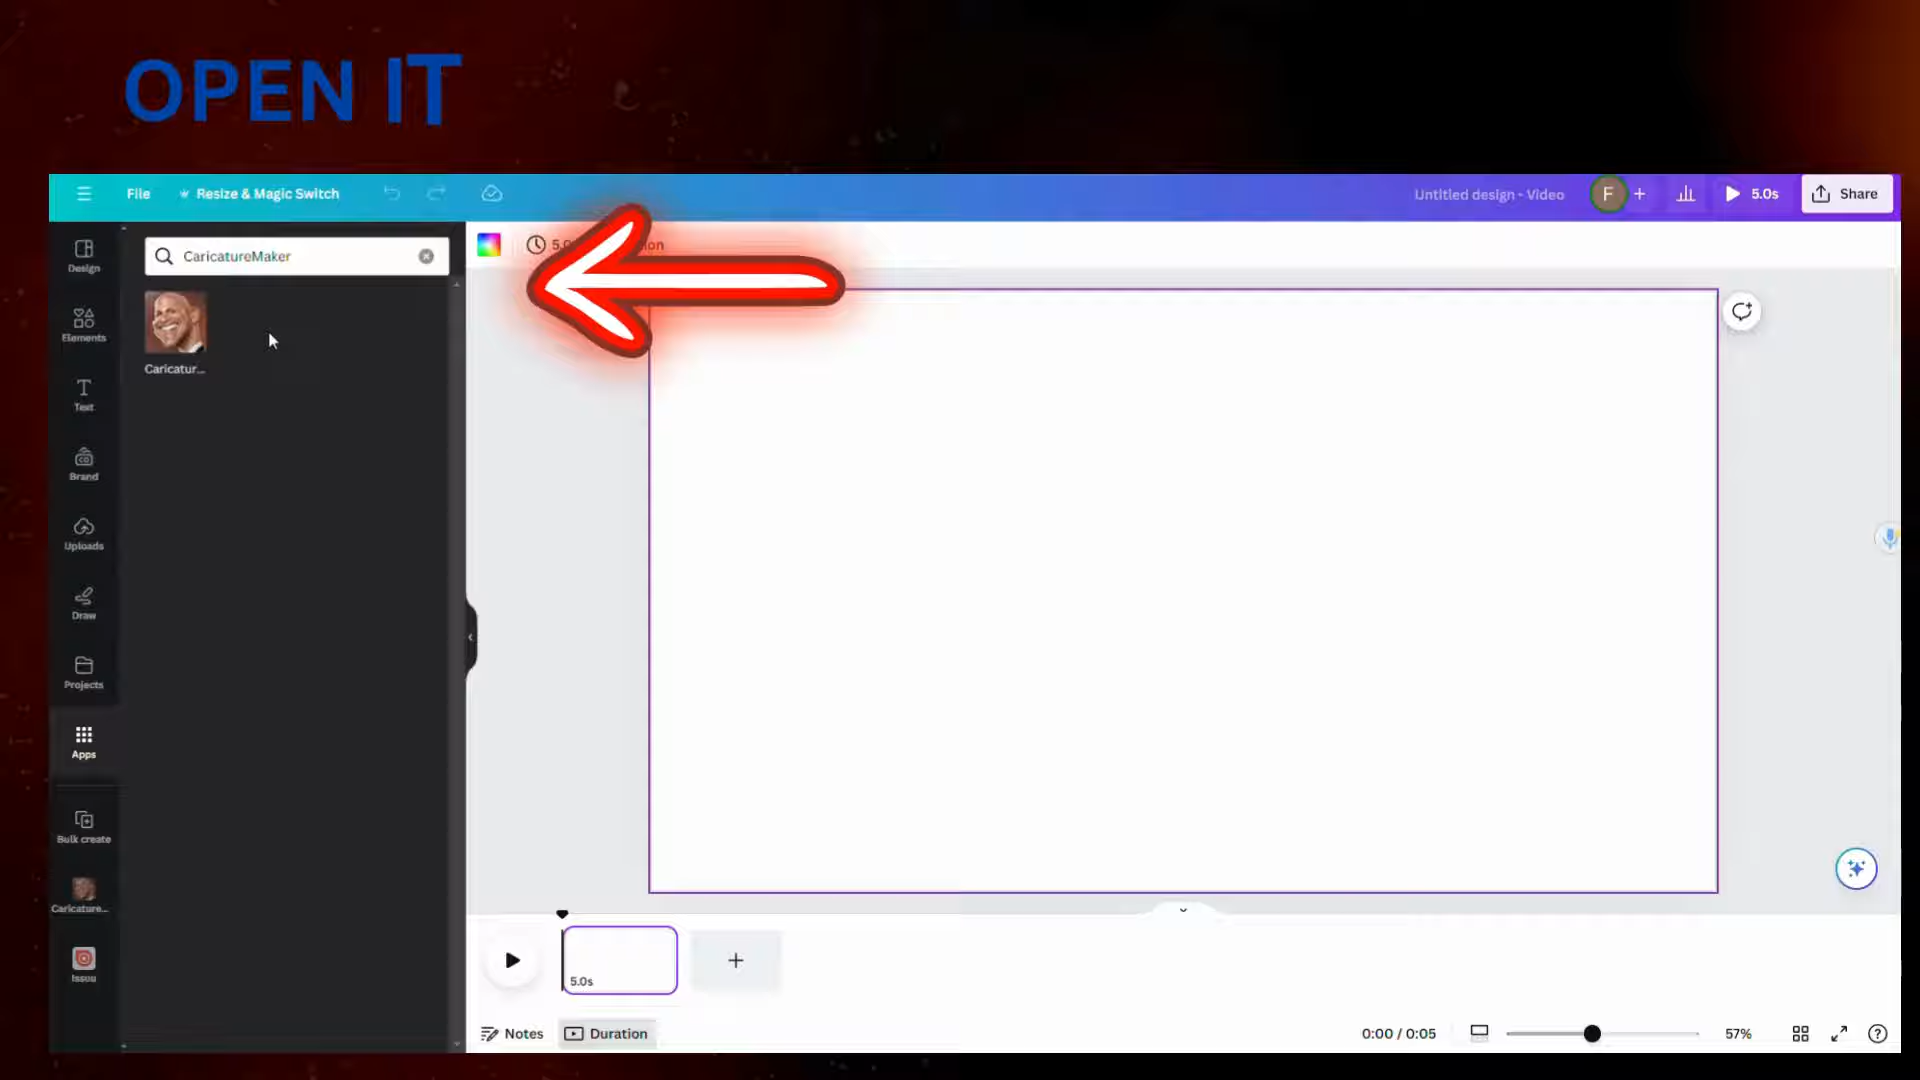 OPEN IT
File
Resize & Magic Switch
Untitled design - Video
F
5.0s
Share
Design
CaricatureMaker
Elements
Caricatur...
Text
Brand
Uploads
Draw
Projects
Apps
Bulk create
Caricature...
Issuu
5.0s
Notes
Duration
0:00 / 0:05
57%